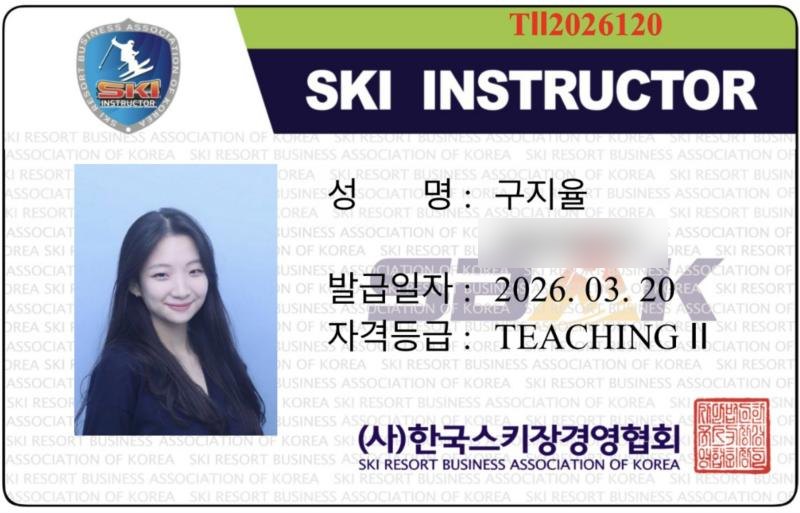 TII2026120
SKI RESORT BUSINESS ASSOCIATION OF KOREA
SKI
INSTRUCTOR
SKI INSTRUCTOR
성 명 : 구지율
발급일자 : 2026. 03. 20
자격등급 : TEACHING II
SBAK
(사)한국스키장경영협회
SKI RESORT BUSINESS ASSOCIATION OF KOREA